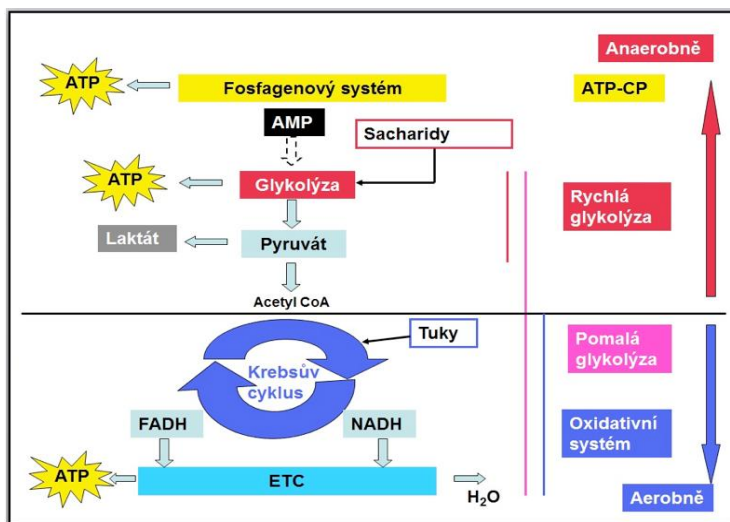 Anaerobně
ATP
Fosfagenový systém
ATP-CP
AMP
Sacharidy
ATP
Glykolýza
Rychlá
glykolýza
Laktát
Pyruvát
Acetyl CoA
Tuky
Pomalá
glykolýza
Krebsův
cyklus
FADH
NADH
Oxidativní
systém
ATP
ETC
H₂O
Aerobně